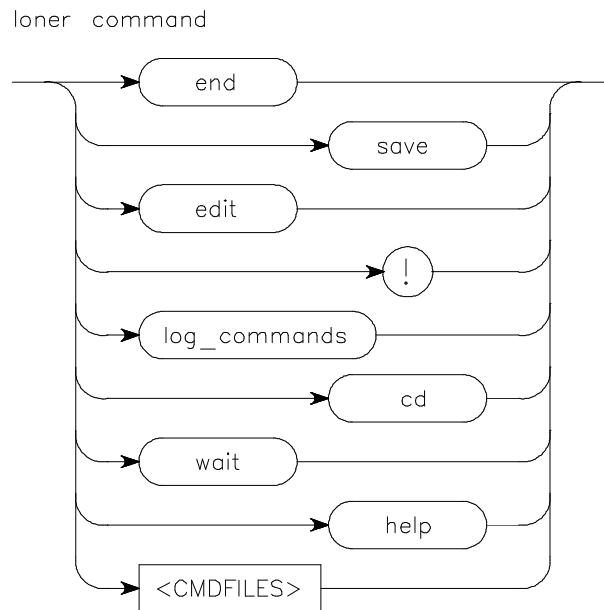 loner command
end
save
edit
!
log_commands
cd
wait
help
<CMDFILES>